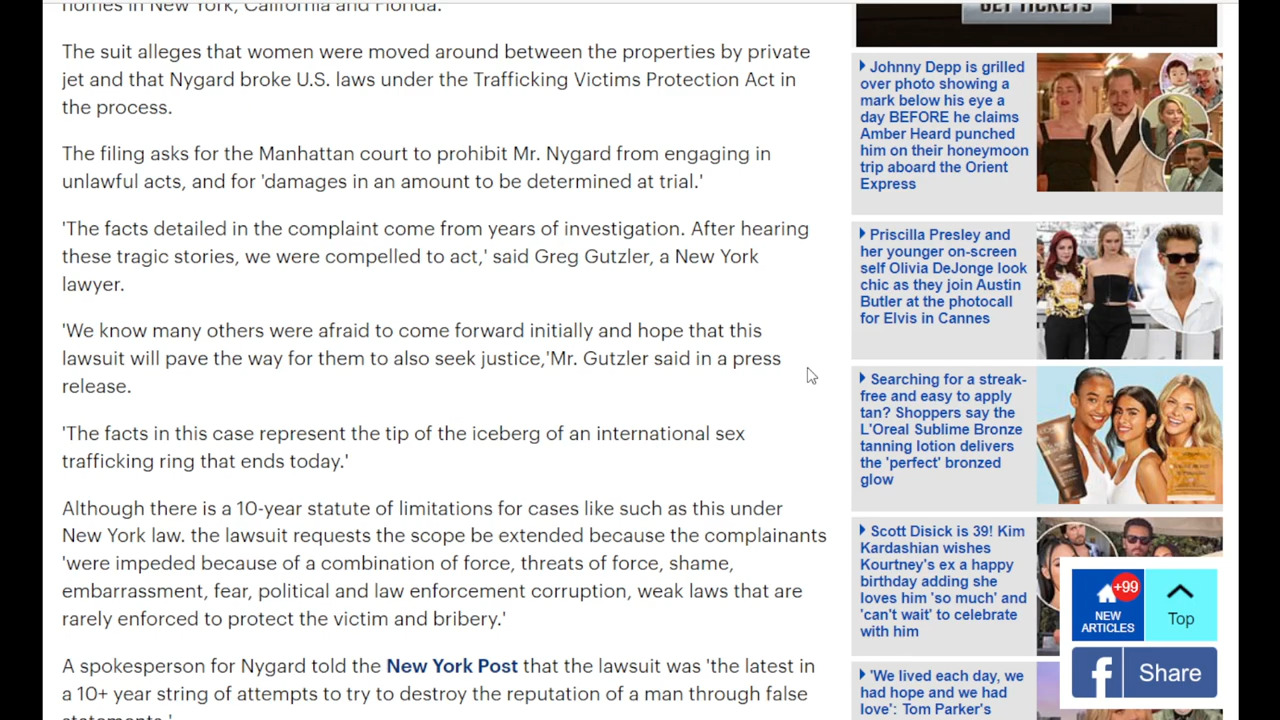 homes in New York, California and Florida.
The suit alleges that women were moved around between the properties by private
jet and that Nygard broke U.S. laws under the Trafficking Victims Protection Act in
the process.
The filing asks for the Manhattan court to prohibit Mr. Nygard from engaging in
unlawful acts, and for 'damages in an amount to be determined at trial.'
'The facts detailed in the complaint come from years of investigation. After hearing
these tragic stories, we were compelled to act,' said Greg Gutzler, a New York
lawyer.
'We know many others were afraid to come forward initially and hope that this
lawsuit will pave the way for them to also seek justice,'Mr. Gutzler said in a press
release.
'The facts in this case represent the tip of the iceberg of an international sex
trafficking ring that ends today.'
Although there is a 10-year statute of limitations for cases like such as this under
New York law. the lawsuit requests the scope be extended because the complainants
'were impeded because of a combination of force, threats of force, shame,
embarrassment, fear, political and law enforcement corruption, weak laws that are
rarely enforced to protect the victim and bribery.'
A spokesperson for Nygard told the New York Post that the lawsuit was 'the latest in
a 10+ year string of attempts to try to destroy the reputation of a man through false
statements.'
GET TICKETS
Johnny Depp is grilled
over photo showing a
mark below his eye a
day BEFORE he claims
Amber Heard punched
him on their honeymoon
trip aboard the Orient
Express
Priscilla Presley and
her younger on-screen
self Olivia DeJonge look
chic as they join Austin
Butler at the photocall
for Elvis in Cannes
Searching for a streak-
free and easy to apply
tan? Shoppers say the
L'Oreal Sublime Bronze
tanning lotion delivers
the 'perfect' bronzed
glow
Scott Disick is 39! Kim
Kardashian wishes
Kourtney's ex a happy
birthday adding she
loves him 'so much' and
'can't wait' to celebrate
with him
'We lived each day, we
had hope and we had
love': Tom Parker's
+99
NEW
ARTICLES
Top
Share